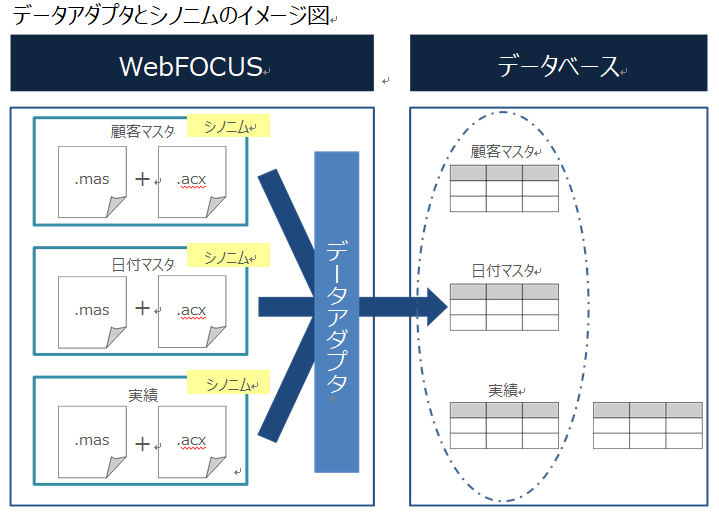 データアダプタとシノニムのイメージ図
WebFOCUS
データベース
シノニム
顧客マスタ
.mas
+
.acx
シノニム
日付マスタ
.mas
+
.acx
シノニム
実績
.mas
+
.acx
データアダプタ
顧客マスタ
日付マスタ
実績